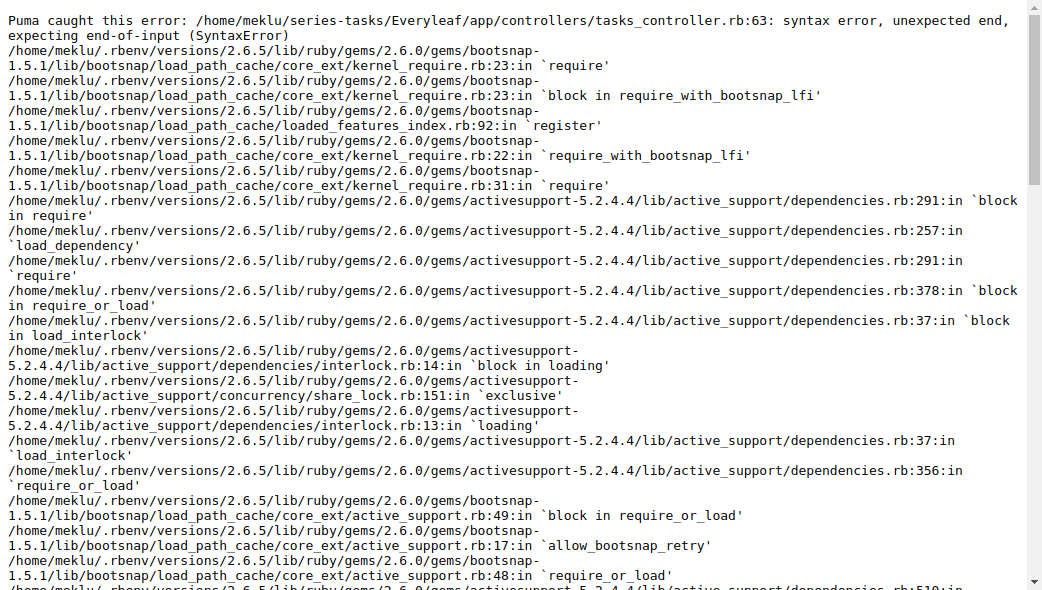 Puma caught this error: /home/meklu/series-tasks/Everyleaf/app/controllers/tasks_controller.rb:63: syntax error, unexpected end,
expecting end-of-input (SyntaxError)
/home/meklu/.rbenv/versions/2.6.5/lib/ruby/gems/2.6.0/gems/bootsnap-
1.5.1/lib/bootsnap/load_path_cache/core_ext/kernel_require.rb:23:in `require'
/home/meklu/.rbenv/versions/2.6.5/lib/ruby/gems/2.6.0/gems/bootsnap-
1.5.1/lib/bootsnap/load_path_cache/core_ext/kernel_require.rb:23:in `block in require_with_bootsnap_lfi'
/home/meklu/.rbenv/versions/2.6.5/lib/ruby/gems/2.6.0/gems/bootsnap-
1.5.1/lib/bootsnap/load_path_cache/loaded_features_index.rb:92:in `register'
/home/meklu/.rbenv/versions/2.6.5/lib/ruby/gems/2.6.0/gems/bootsnap-
1.5.1/lib/bootsnap/load_path_cache/core_ext/kernel_require.rb:22:in `require_with_bootsnap_lfi'
/home/meklu/.rbenv/versions/2.6.5/lib/ruby/gems/2.6.0/gems/bootsnap-
1.5.1/lib/bootsnap/load_path_cache/core_ext/kernel_require.rb:31:in `require'
/home/meklu/.rbenv/versions/2.6.5/lib/ruby/gems/2.6.0/gems/activesupport-5.2.4.4/lib/active_support/dependencies.rb:291:in `block
in require'
/home/meklu/.rbenv/versions/2.6.5/lib/ruby/gems/2.6.0/gems/activesupport-5.2.4.4/lib/active_support/dependencies.rb:257:in
`load_dependency'
/home/meklu/.rbenv/versions/2.6.5/lib/ruby/gems/2.6.0/gems/activesupport-5.2.4.4/lib/active_support/dependencies.rb:291:in
`require'
/home/meklu/.rbenv/versions/2.6.5/lib/ruby/gems/2.6.0/gems/activesupport-5.2.4.4/lib/active_support/dependencies.rb:378:in `block
in require_or_load'
/home/meklu/.rbenv/versions/2.6.5/lib/ruby/gems/2.6.0/gems/activesupport-5.2.4.4/lib/active_support/dependencies.rb:37:in `block
in load_interlock'
/home/meklu/.rbenv/versions/2.6.5/lib/ruby/gems/2.6.0/gems/activesupport-
5.2.4.4/lib/active_support/dependencies/interlock.rb:14:in `block in loading'
/home/meklu/.rbenv/versions/2.6.5/lib/ruby/gems/2.6.0/gems/activesupport-
5.2.4.4/lib/active_support/concurrency/share_lock.rb:151:in `exclusive'
/home/meklu/.rbenv/versions/2.6.5/lib/ruby/gems/2.6.0/gems/activesupport-
5.2.4.4/lib/active_support/dependencies/interlock.rb:13:in `loading'
/home/meklu/.rbenv/versions/2.6.5/lib/ruby/gems/2.6.0/gems/activesupport-5.2.4.4/lib/active_support/dependencies.rb:37:in
`load_interlock'
/home/meklu/.rbenv/versions/2.6.5/lib/ruby/gems/2.6.0/gems/activesupport-5.2.4.4/lib/active_support/dependencies.rb:356:in
`require_or_load'
/home/meklu/.rbenv/versions/2.6.5/lib/ruby/gems/2.6.0/gems/bootsnap-
1.5.1/lib/bootsnap/load_path_cache/core_ext/active_support.rb:49:in `block in require_or_load'
/home/meklu/.rbenv/versions/2.6.5/lib/ruby/gems/2.6.0/gems/bootsnap-
1.5.1/lib/bootsnap/load_path_cache/core_ext/active_support.rb:17:in `allow_bootsnap_retry'
/home/meklu/.rbenv/versions/2.6.5/lib/ruby/gems/2.6.0/gems/bootsnap-
1.5.1/lib/bootsnap/load_path_cache/core_ext/active_support.rb:48:in `require_or_load'
/home/meklu/.rbenv/versions/2.6.5/lib/ruby/gems/2.6.0/gems/activesupport-5.2.4.4/lib/active_support/dependencies.rb:510:in